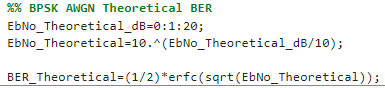 %% BPSK AWGN Theoretical BER
EbNo_Theoretical_dB=0:1:20;
EbNo_Theoretical=10.^(EbNo_Theoretical_dB/10);
BER_Theoretical=(1/2)*erfc(sqrt(EbNo_Theoretical));